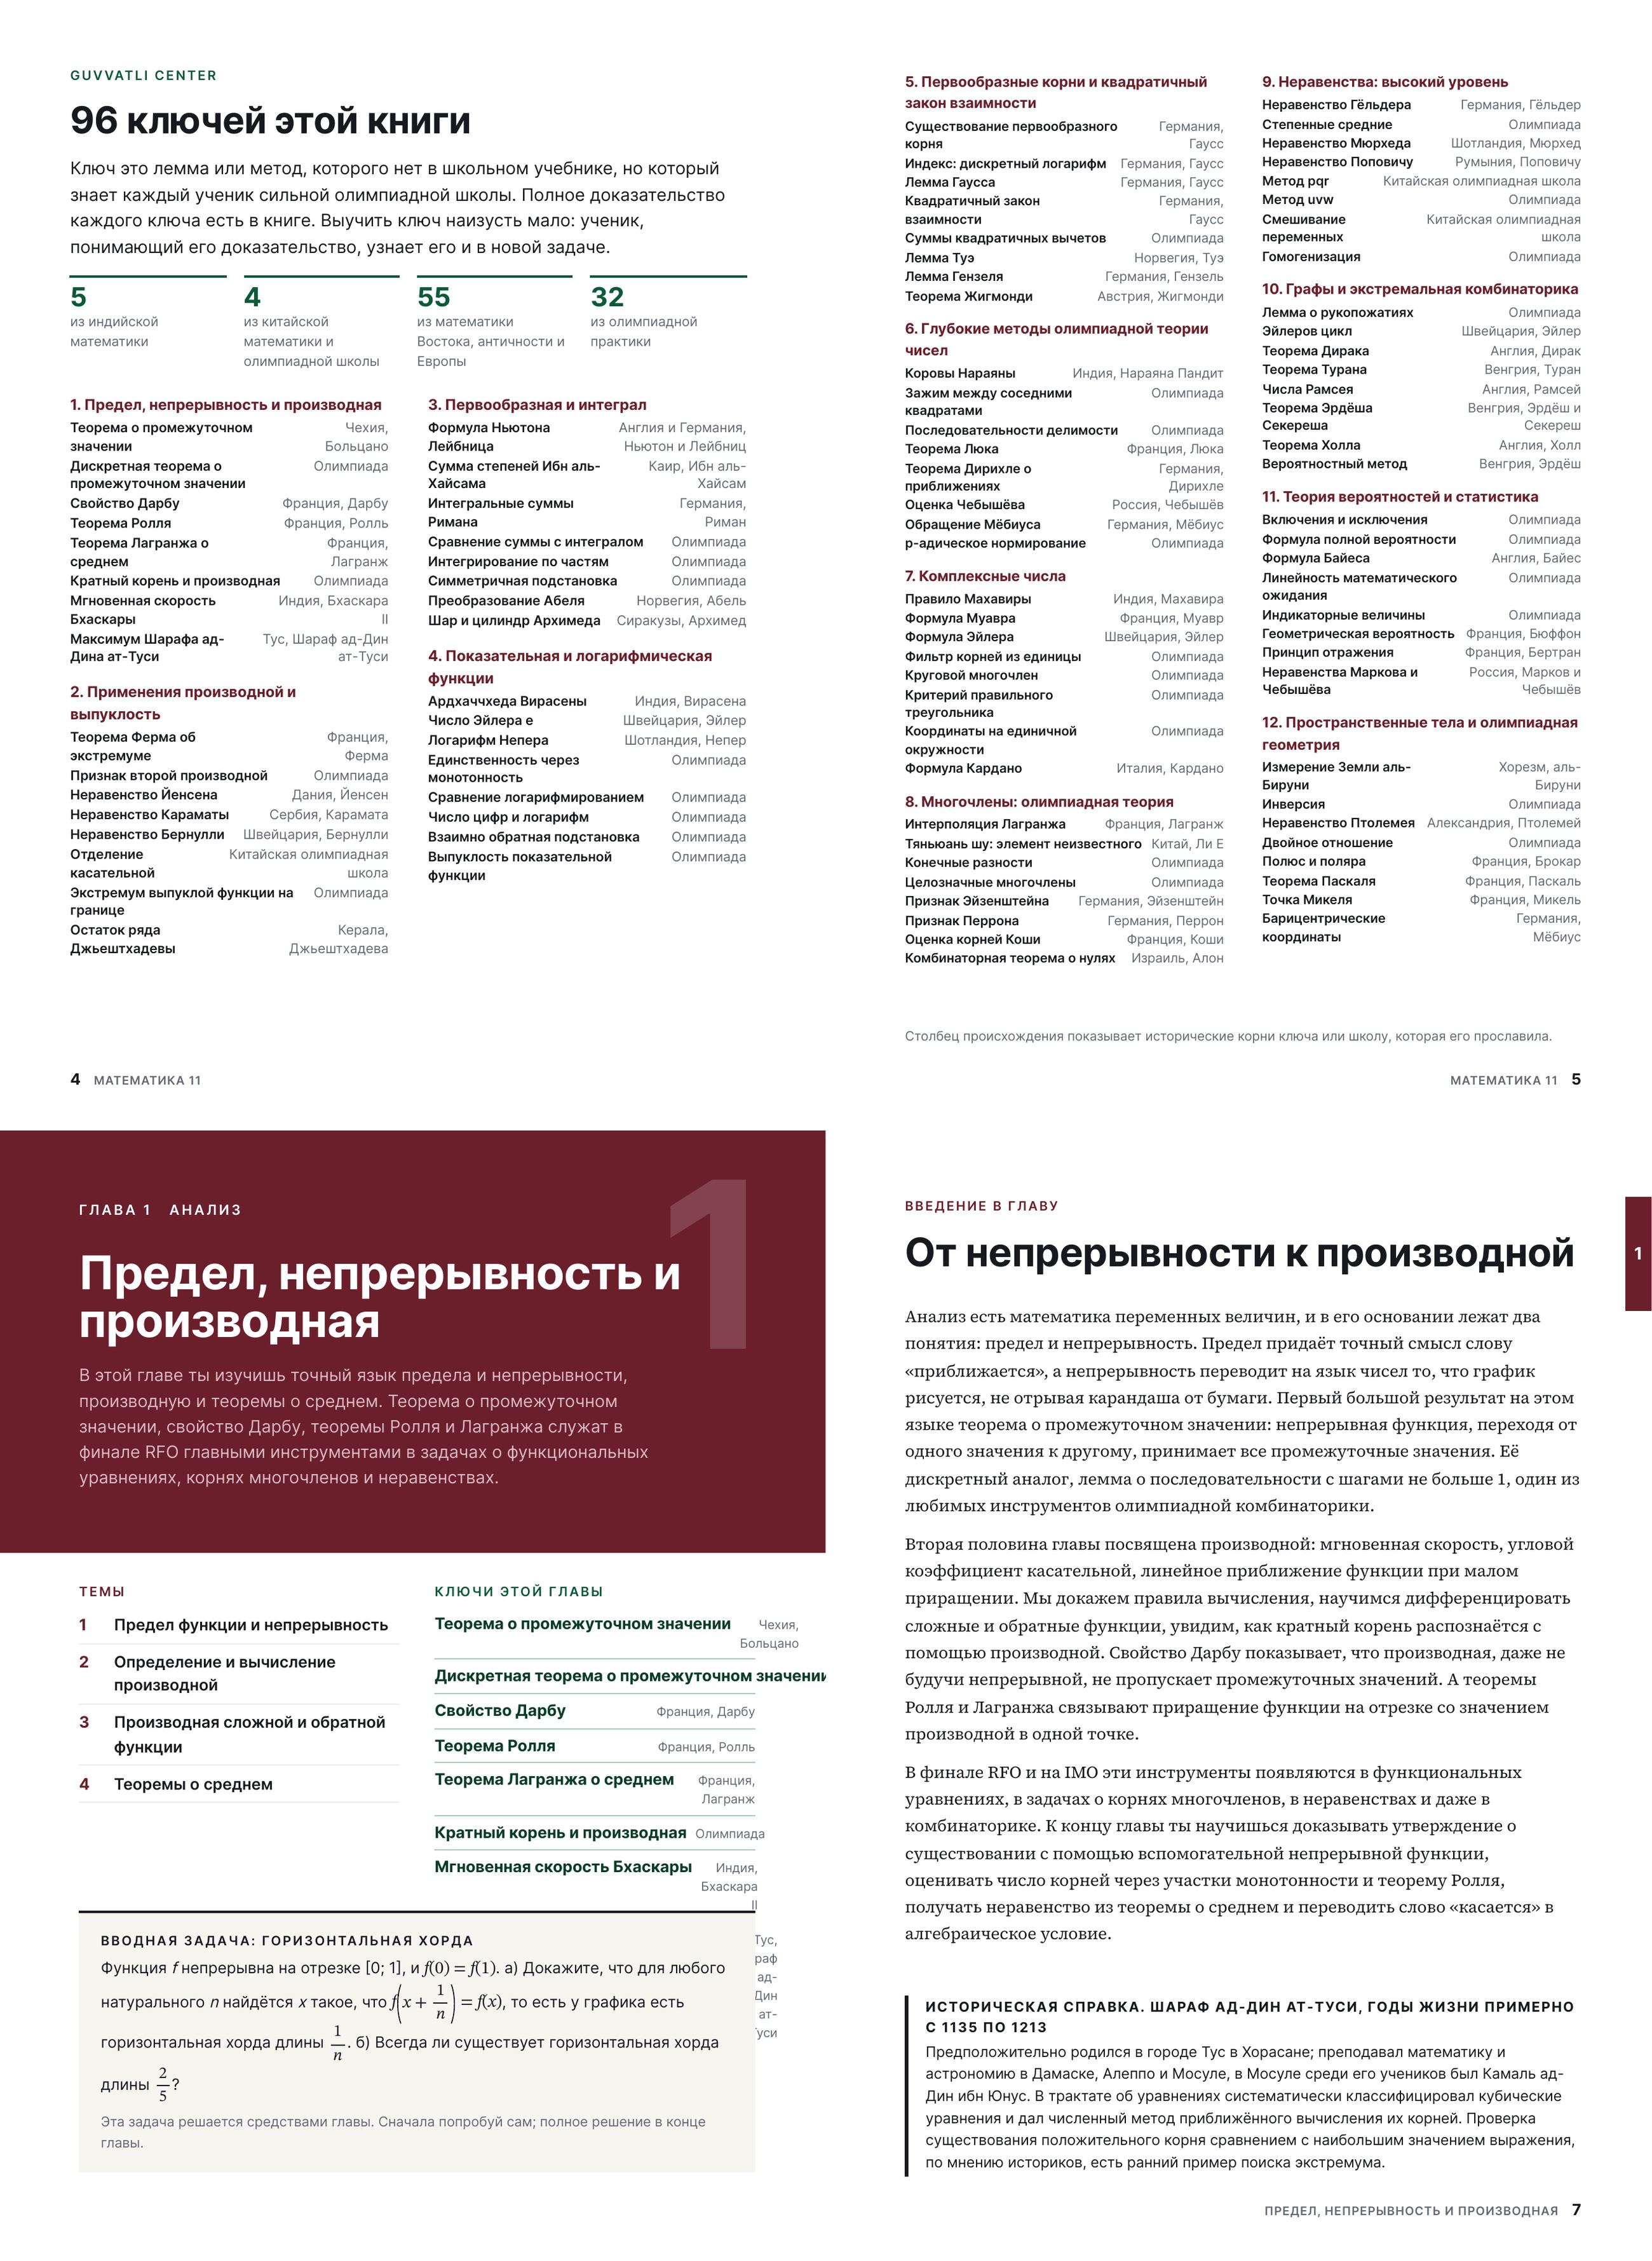 GUVVATLI CENTER
96 ключей этой книги
Ключ это лемма или метод, которого нет в школьном учебнике, но который
знает каждый ученик сильной олимпиадной школы. Полное доказательство
каждого ключа есть в книге. Выучить ключ наизусть мало: ученик,
понимающий его доказательство, узнает его и в новой задаче.
5
из индийской
математики
4
из китайской
математики и
олимпиадной школы
55
из математики
Востока, античности и
Европы
32
из олимпиадной
практики
1. Предел, непрерывность и производная
Теорема о промежуточном Чехия,
значении Больцано
Дискретная теорема о Олимпиада
промежуточном значении
Свойство Дарбу Франция, Дарбу
Теорема Ролля Франция, Ролль
Теорема Лагранжа о Франция,
среднем Лагранж
Кратный корень и производная Олимпиада
Мгновенная скорость Индия, Бхаскара
Бхаскары II
Максимум Шарафа ад- Тус, Шараф ад-Дин
Дина ат-Туси ат-Туси
2. Применения производной и
выпуклость
Теорема Ферма об Франция,
экстремуме Ферма
Признак второй производной Олимпиада
Неравенство Йенсена Дания, Йенсен
Неравенство Караматы Сербия, Карамата
Неравенство Бернулли Швейцария, Бернулли
Отделение Китайская олимпиадная
касательной школа
Экстремум выпуклой функции на Олимпиада
границе
Остаток ряда Керала,
Джьештхадевы Джьештхадева
3. Первообразная и интеграл
Формула Ньютона Англия и Германия,
Лейбница Ньютон и Лейбниц
Сумма степеней Ибн аль- Каир, Ибн аль-
Хайсама Хайсам
Интегральные суммы Германия,
Римана Риман
Сравнение суммы с интегралом Олимпиада
Интегрирование по частям Олимпиада
Симметричная подстановка Олимпиада
Преобразование Абеля Норвегия, Абель
Шар и цилиндр Архимеда Сиракузы, Архимед
4. Показательная и логарифмическая
функции
Ардхаччхеда Вирасены Индия, Вирасена
Число Эйлера e Швейцария, Эйлер
Логарифм Непера Шотландия, Непер
Единственность через Олимпиада
монотонность
Сравнение логарифмированием Олимпиада
Число цифр и логарифм Олимпиада
Взаимно обратная подстановка Олимпиада
Выпуклость показательной Олимпиада
функции
4 МАТЕМАТИКА 11
5. Первообразные корни и квадратичный
закон взаимности
Существование первообразного Германия,
корня Гаусс
Индекс: дискретный логарифм Германия, Гаусс
Лемма Гаусса Германия, Гаусс
Квадратичный закон Германия,
взаимности Гаусс
Суммы квадратичных вычетов Олимпиада
Лемма Туэ Норвегия, Туэ
Лемма Гензеля Германия, Гензель
Теорема Жигмонди Австрия, Жигмонди
6. Глубокие методы олимпиадной теории
чисел
Коровы Нараяны Индия, Нараяна Пандит
Зажим между соседними Олимпиада
квадратами
Последовательности делимости Олимпиада
Теорема Люка Франция, Люка
Теорема Дирихле о Германия,
приближениях Дирихле
Оценка Чебышёва Россия, Чебышёв
Обращение Мёбиуса Германия, Мёбиус
p-адическое нормирование Олимпиада
7. Комплексные числа
Правило Махавиры Индия, Махавира
Формула Муавра Франция, Муавр
Формула Эйлера Швейцария, Эйлер
Фильтр корней из единицы Олимпиада
Круговой многочлен Олимпиада
Критерий правильного Олимпиада
треугольника
Координаты на единичной Олимпиада
окружности
Формула Кардано Италия, Кардано
8. Многочлены: олимпиадная теория
Интерполяция Лагранжа Франция, Лагранж
Тяньюань шу: элемент неизвестного Китай, Ли Е
Конечные разности Олимпиада
Целозначные многочлены Олимпиада
Признак Эйзенштейна Германия, Эйзенштейн
Признак Перрона Германия, Перрон
Оценка корней Коши Франция, Коши
Комбинаторная теорема о нулях Израиль, Алон
9. Неравенства: высокий уровень
Неравенство Гёльдера Германия, Гёльдер
Степенные средние Олимпиада
Неравенство Мюрхеда Шотландия, Мюрхед
Неравенство Поповичу Румыния, Поповичу
Метод pqr Китайская олимпиадная школа
Метод uvw Олимпиада
Смешивание Китайская олимпиадная
переменных школа
Гомогенизация Олимпиада
10. Графы и экстремальная комбинаторика
Лемма о рукопожатиях Олимпиада
Эйлеров цикл Швейцария, Эйлер
Теорема Дирака Англия, Дирак
Теорема Турана Венгрия, Туран
Числа Рамсея Англия, Рамсей
Теорема Эрдёша Венгрия, Эрдёш и
Секереша Секереш
Теорема Холла Англия, Холл
Вероятностный метод Венгрия, Эрдёш
11. Теория вероятностей и статистика
Включения и исключения Олимпиада
Формула полной вероятности Олимпиада
Формула Байеса Англия, Байес
Линейность математического Олимпиада
ожидания
Индикаторные величины Олимпиада
Геометрическая вероятность Франция, Бюффон
Принцип отражения Франция, Бертран
Неравенства Маркова и Россия, Марков и
Чебышёва Чебышёв
12. Пространственные тела и олимпиадная
геометрия
Измерение Земли аль- Хорезм, аль-
Бируни Бируни
Инверсия Олимпиада
Неравенство Птолемея Александрия, Птолемей
Двойное отношение Олимпиада
Полюс и поляра Франция, Брокар
Теорема Паскаля Франция, Паскаль
Точка Микеля Франция, Микель
Барицентрические Германия,
координаты Мёбиус
Столбец происхождения показывает исторические корни ключа или школу, которая его прославила.
МАТЕМАТИКА 11 5
ГЛАВА 1 АНАЛИЗ
1
Предел, непрерывность и
производная
В этой главе ты изучишь точный язык предела и непрерывности,
производную и теоремы о среднем. Теорема о промежуточном
значении, свойство Дарбу, теоремы Ролля и Лагранжа служат в
финале RFO главными инструментами в задачах о функциональных
уравнениях, корнях многочленов и неравенствах.
ТЕМЫ
1 Предел функции и непрерывность
2 Определение и вычисление
производной
3 Производная сложной и обратной
функции
4 Теоремы о среднем
КЛЮЧИ ЭТОЙ ГЛАВЫ
Теорема о промежуточном значении Чехия,
Больцано
Дискретная теорема о промежуточном значении
Свойство Дарбу Франция, Дарбу
Теорема Ролля Франция, Ролль
Теорема Лагранжа о среднем Франция,
Лагранж
Кратный корень и производная Олимпиада
Мгновенная скорость Бхаскары Индия,
Бхаскара
II
Тус,
раф
ад-
Дин
ат-
Туси
ВВОДНАЯ ЗАДАЧА: ГОРИЗОНТАЛЬНАЯ ХОРДА
Функция f непрерывна на отрезке [0; 1], и f(0) = f(1). а) Докажите, что для любого
натурального n найдётся x такое, что f(x + 1/n) = f(x), то есть у графика есть
горизонтальная хорда длины 1/n. б) Всегда ли существует горизонтальная хорда
длины 2/5?
Эта задача решается средствами главы. Сначала попробуй сам; полное решение в конце
главы.
ВВЕДЕНИЕ В ГЛАВУ
От непрерывности к производной
1
Анализ есть математика переменных величин, и в его основании лежат два
понятия: предел и непрерывность. Предел придаёт точный смысл слову
«приближается», а непрерывность переводит на язык чисел то, что график
рисуется, не отрывая карандаша от бумаги. Первый большой результат на этом
языке теорема о промежуточном значении: непрерывная функция, переходя от
одного значения к другому, принимает все промежуточные значения. Её
дискретный аналог, лемма о последовательности с шагами не больше 1, один из
любимых инструментов олимпиадной комбинаторики.
Вторая половина главы посвящена производной: мгновенная скорость, угловой
коэффициент касательной, линейное приближение функции при малом
приращении. Мы докажем правила вычисления, научимся дифференцировать
сложные и обратные функции, увидим, как кратный корень распознаётся с
помощью производной. Свойство Дарбу показывает, что производная, даже не
будучи непрерывной, не пропускает промежуточных значений. А теоремы
Ролля и Лагранжа связывают приращение функции на отрезке со значением
производной в одной точке.
В финале RFO и на IMO эти инструменты появляются в функциональных
уравнениях, в задачах о корнях многочленов, в неравенствах и даже в
комбинаторике. К концу главы ты научишься доказывать утверждение о
существовании с помощью вспомогательной непрерывной функции,
оценивать число корней через участки монотонности и теорему Ролля,
получать неравенство из теоремы о среднем и переводить слово «касается» в
алгебраическое условие.
ИСТОРИЧЕСКАЯ СПРАВКА. ШАРАФ АД-ДИН АТ-ТУСИ, ГОДЫ ЖИЗНИ ПРИМЕРНО
С 1135 ПО 1213
Предположительно родился в городе Тус в Хорасане; преподавал математику и
астрономию в Дамаске, Алеппо и Мосуле, в Мосуле среди его учеников был Камаль ад-
Дин ибн Юнус. В трактате об уравнениях систематически классифицировал кубические
уравнения и дал численный метод приближённого вычисления их корней. Проверка
существования положительного корня сравнением с наибольшим значением выражения,
по мнению историков, есть ранний пример поиска экстремума.
ПРЕДЕЛ, НЕПРЕРЫВНОСТЬ И ПРОИЗВОДНАЯ 7